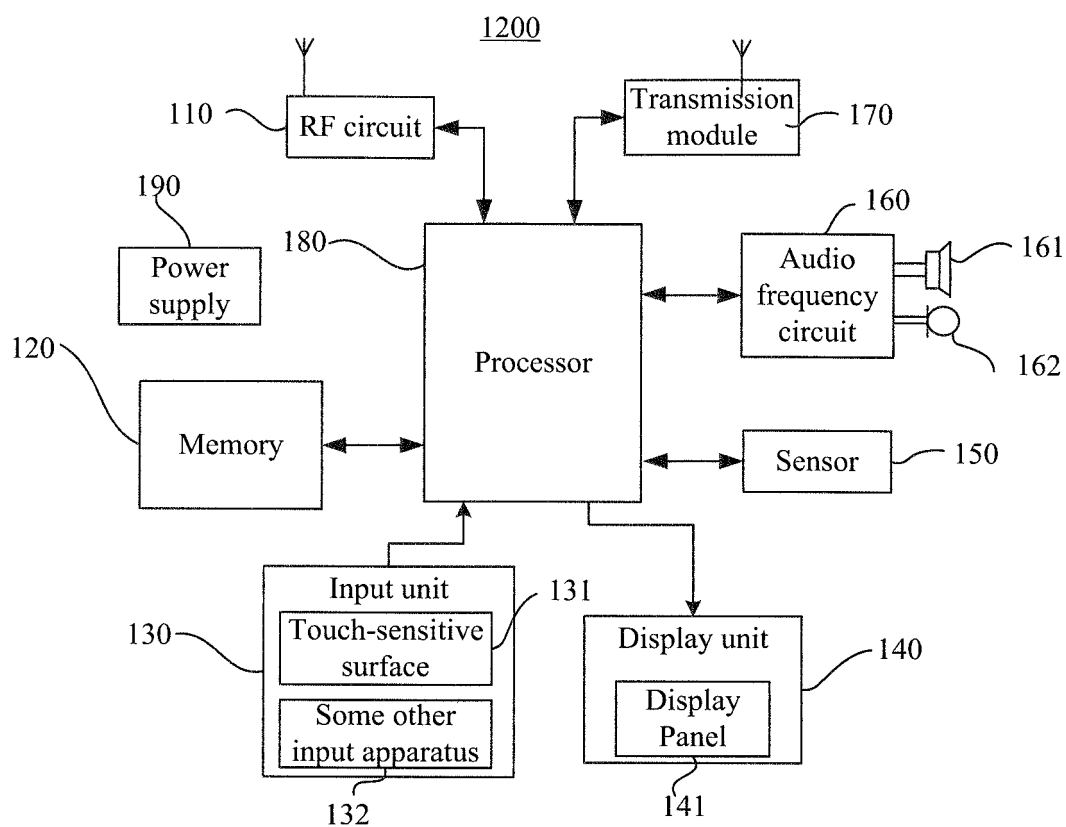 1200
110
RF circuit
Transmission
module
170
190
Power
supply
180
Processor
160
Audio
frequency
circuit
161
162
120
Memory
Sensor
150
Input unit
131
Touch-sensitive
surface
130
Some other
input apparatus
132
Display unit
140
Display
Panel
141